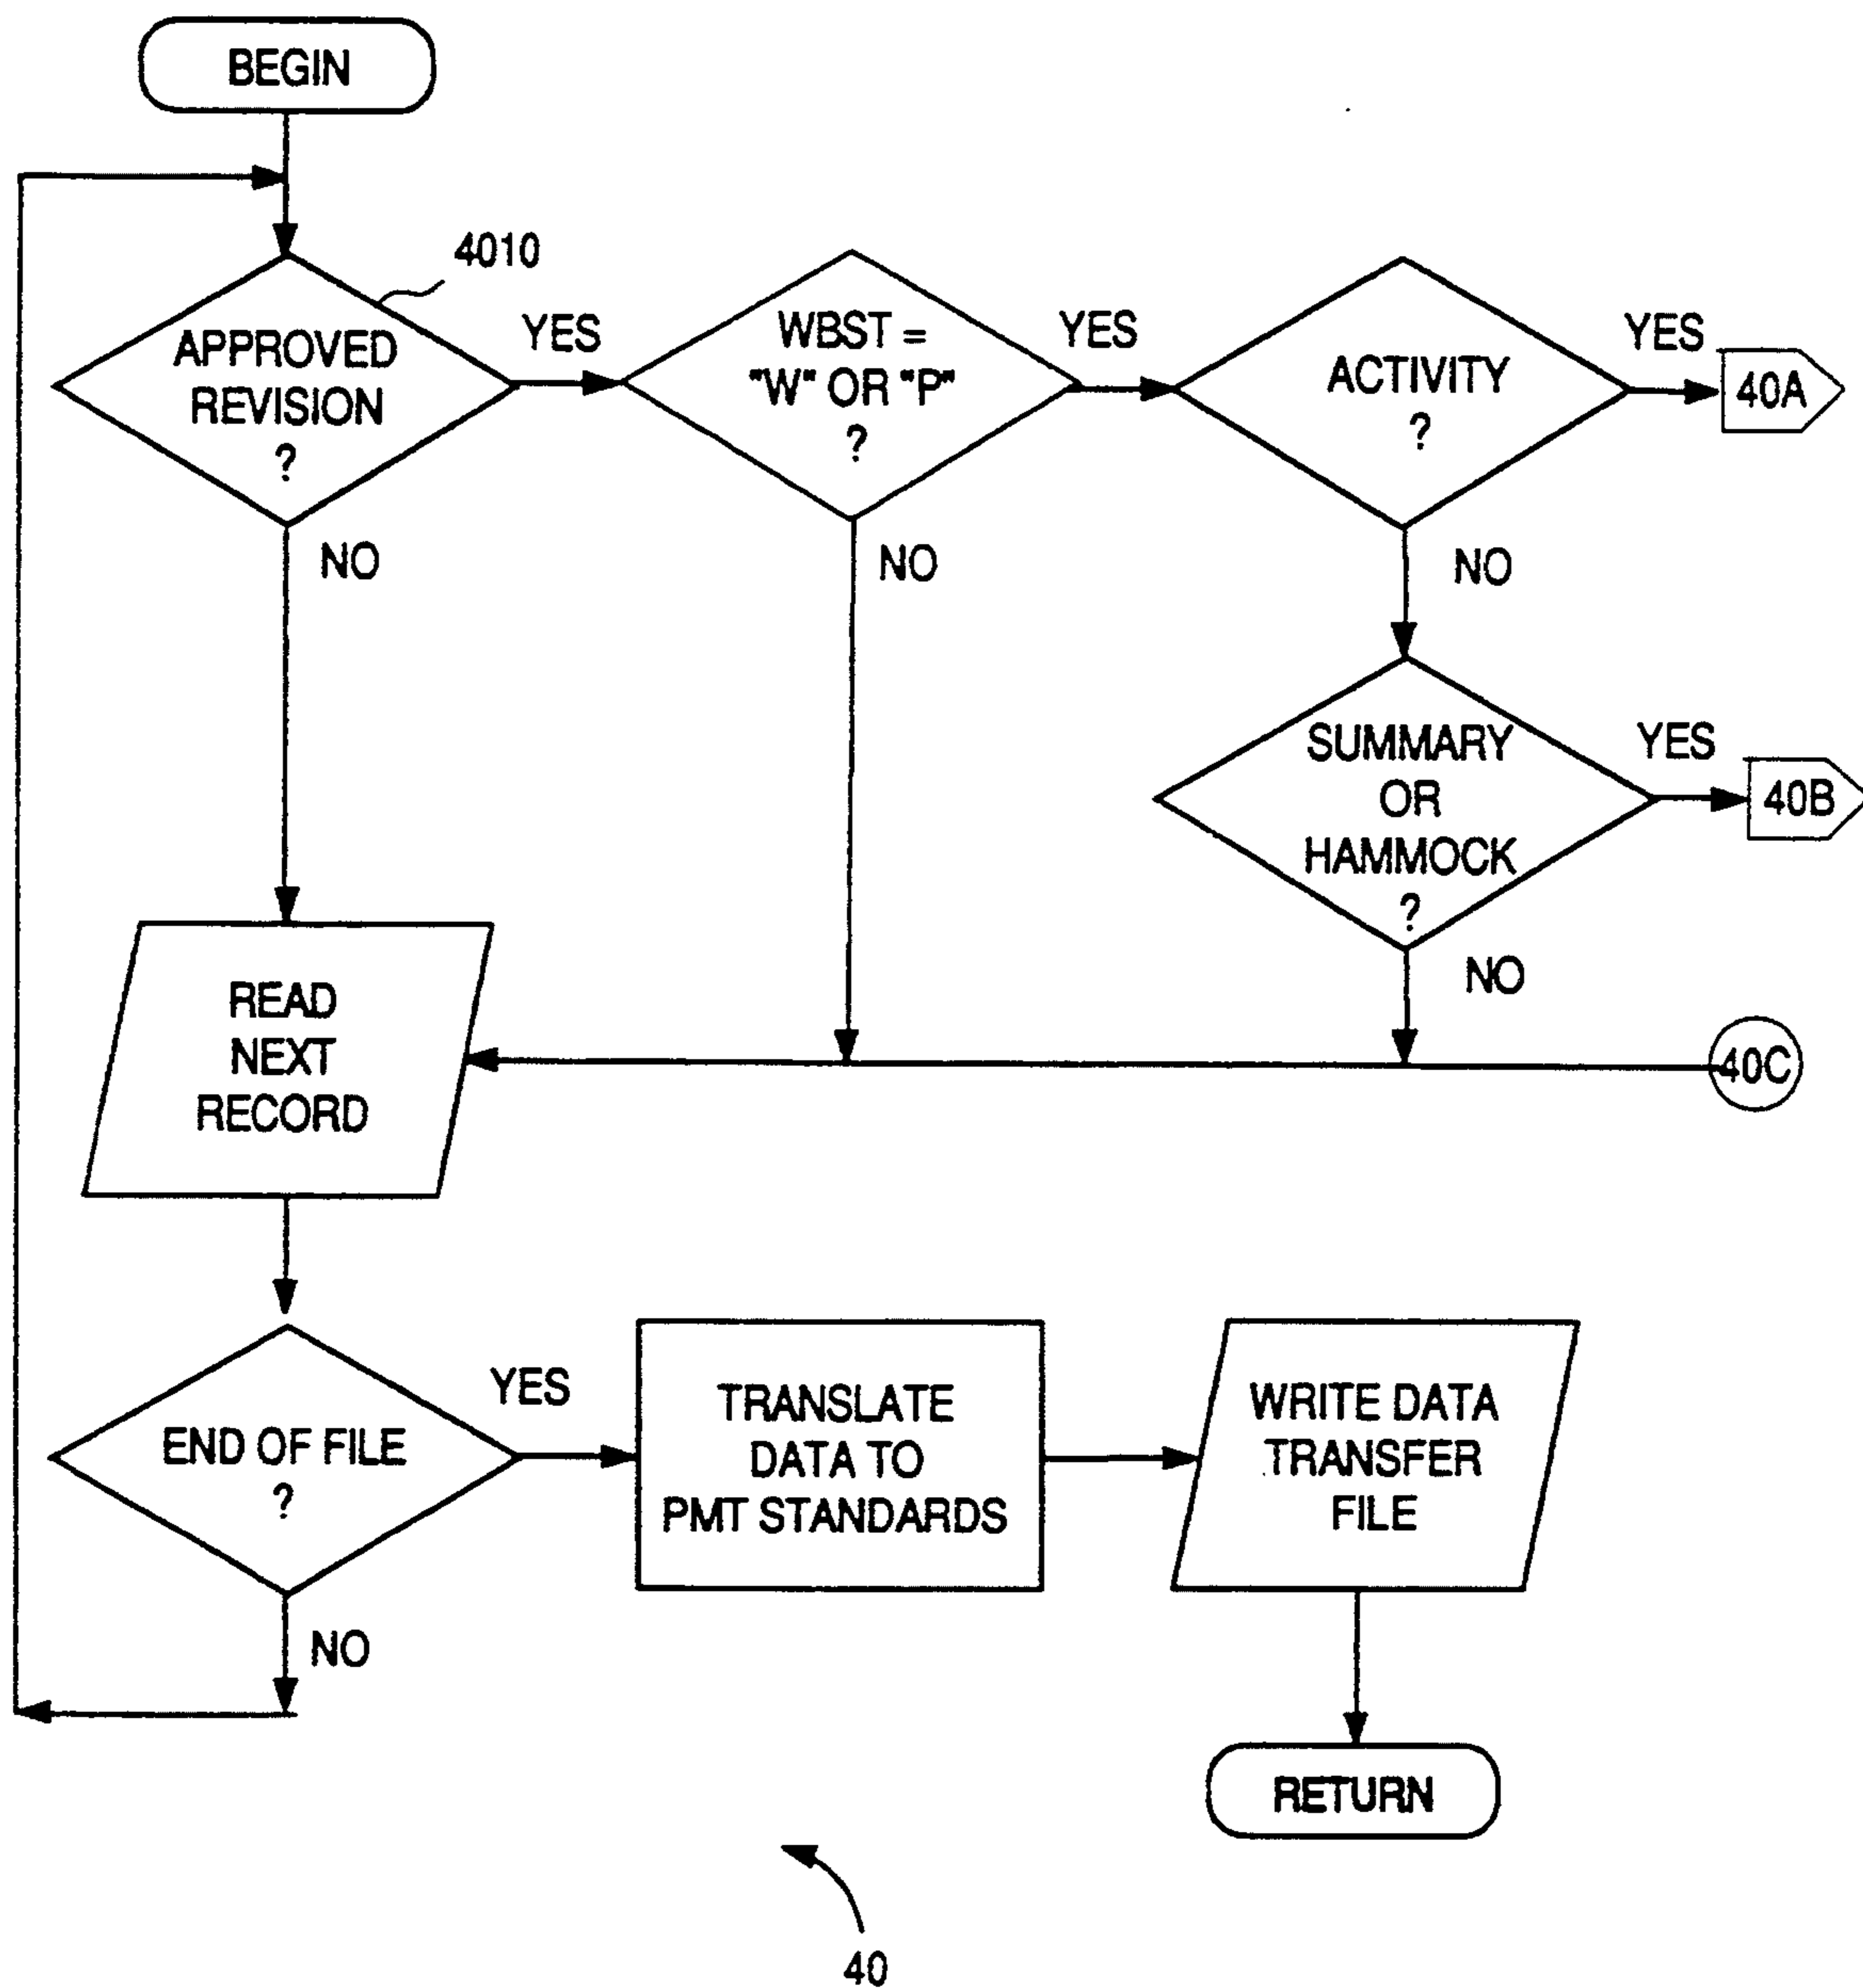 BEGIN
4010
APPROVED
REVISION
?
YES
WBST =
"W" OR "P"
?
YES
ACTIVITY
?
YES
40A
NO
NO
NO
SUMMARY
OR
HAMMOCK
?
YES
40B
NO
READ
NEXT
RECORD
40C
END OF FILE
?
YES
TRANSLATE
DATA TO
PMT STANDARDS
WRITE DATA
TRANSFER
FILE
NO
RETURN
40